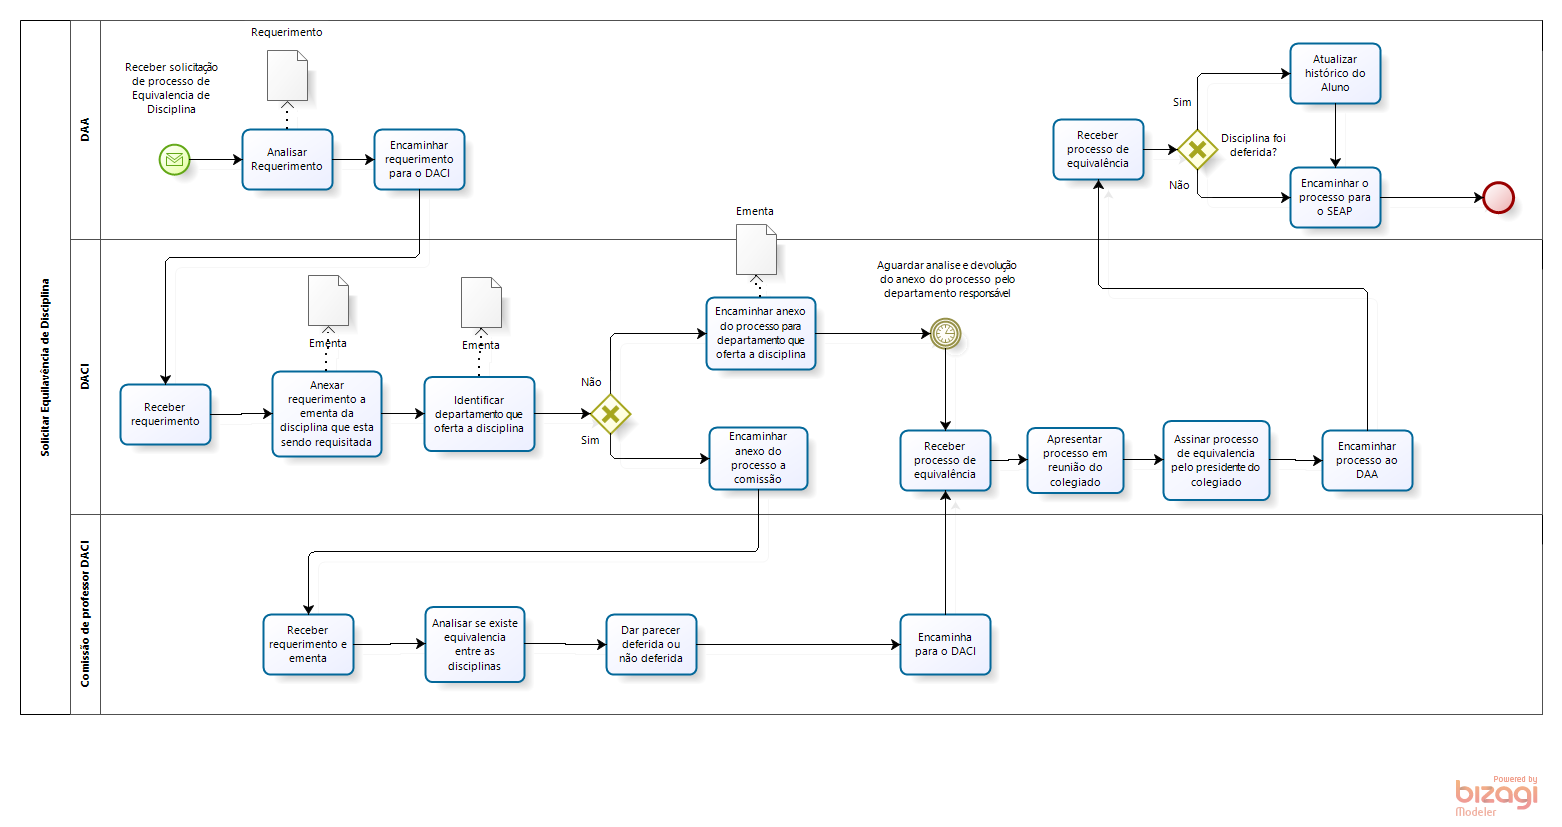 Solicitar Equilavência de Disciplina
DAA
Receber solicitação
de processo de
Equivalencia de
Disciplina
Requerimento
Analisar
Requerimento
Encaminhar
requerimento
para o DACI
Receber
processo de
equivalência
Sim
Disciplina foi
deferida?
Não
Atualizar
histórico do
Aluno
Encaminhar o
processo para
o SEAP
DACI
Receber
requerimento
Ementa
Anexar
requerimento a
ementa da
disciplina que esta
sendo requisitada
Ementa
Identificar
departamento que
oferta a disciplina
Não
Sim
Ementa
Encaminhar anexo
do processo para
departamento que
oferta a disciplina
Encaminhar
anexo do
processo a
comissão
Aguardar analise e devolução
do anexo do processo pelo
departamento responsável
Receber
processo de
equivalência
Apresentar
processo em
reunião do
colegiado
Assinar processo
de equivalencia
pelo presidente do
colegiado
Encaminhar
processo ao
DAA
Comissão de professor DACI
Receber
requerimento e
ementa
Analisar se existe
equivalencia
entre as
disciplinas
Dar parecer
deferida ou
não deferida
Encaminha
para o DACI
Powered by
bizagi
Modeler